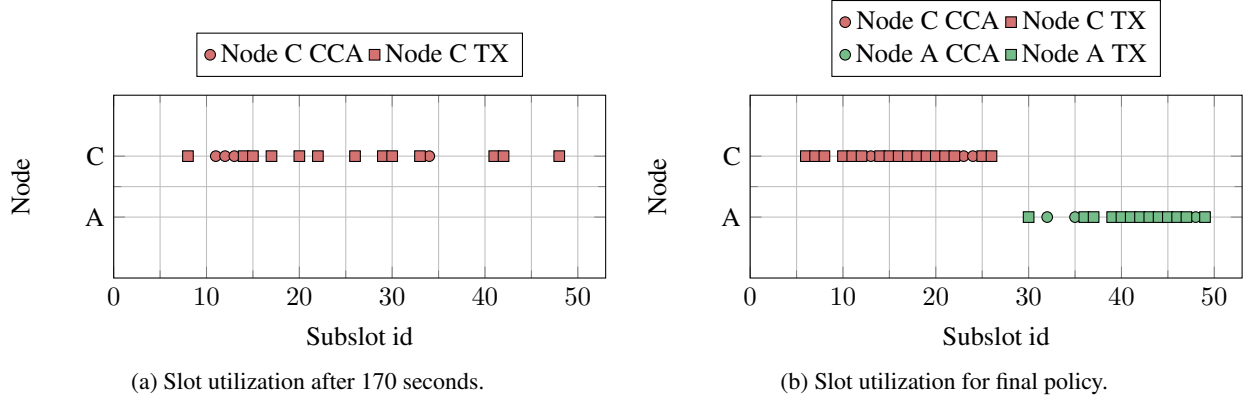 Node C CCA Node C TX
Node
C
A
0 10 20 30 40 50
Subslot id
(a) Slot utilization after 170 seconds.
Node C CCA Node C TX
Node A CCA Node A TX
Node
C
A
0 10 20 30 40 50
Subslot id
(b) Slot utilization for final policy.